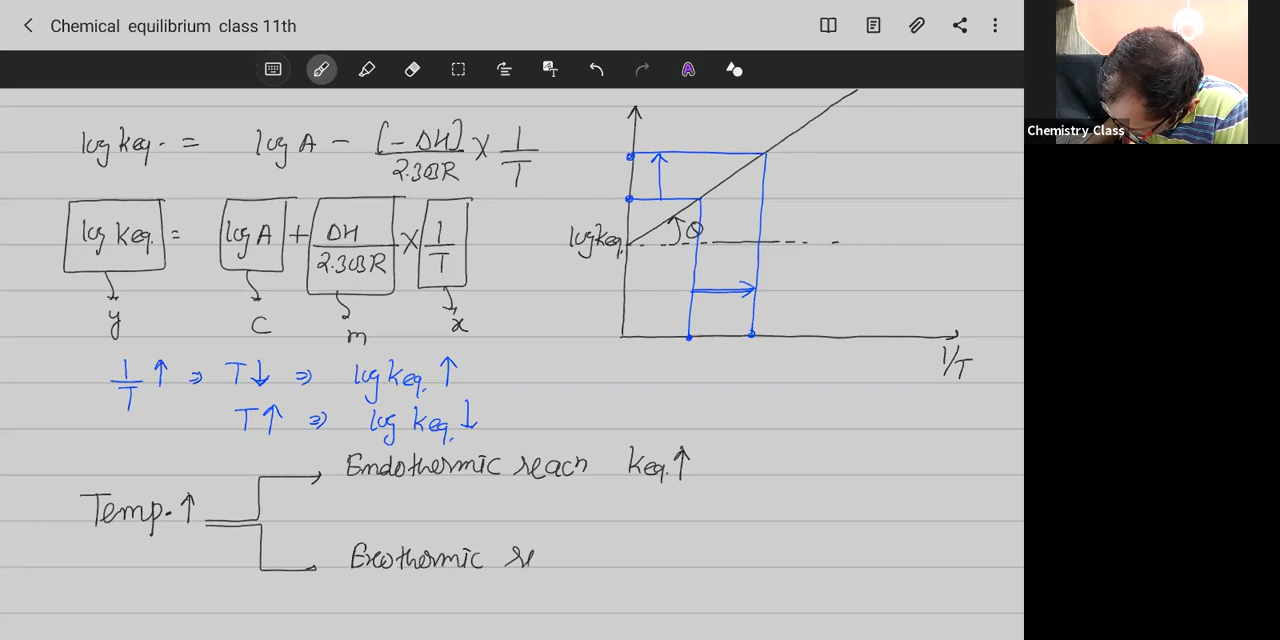 Chemical equilibrium class 11th
Chemistry Class
log Keq. = log A - [-ΔH]/2.303R × 1/T
log Keq. = log A + ΔH/2.303R × 1/T
y c m x
1/T ↑ ⇒ T↓ ⇒ log Keq. ↑
T↑ ⇒ log Keq. ↓
log Keq.
θ
1/T
Temp. ↑
Endothermic reacn Keq. ↑
Exothermic re